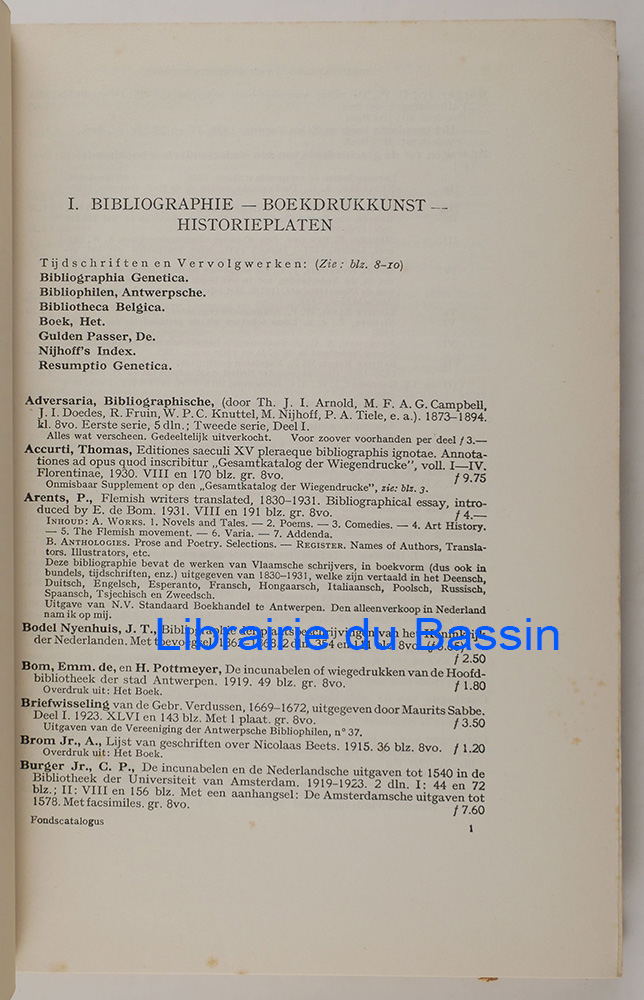 I. BIBLIOGRAPHIE — BOEKDRUKKUNST —
HISTORIEPLATEN
Tijdschriften en Vervolgwerken: (Zie: blz. 8-10)
Bibliographia Genetica.
Bibliophilen, Antwerpsche.
Bibliotheca Belgica.
Boek, Het.
Gulden Passer, De.
Nijhoff's Index.
Resumptio Genetica.
Adversaria, Bibliographische, (door Th. J. I. Arnold, M. F. A. G. Campbell,
J. I. Doedes, R. Fruin, W. P. C. Knuttel, M. Nijhoff, P. A. Tiele, e. a.). 1873-1894.
kl. 8vo. Eerste serie, 5 dln.; Tweede serie, Deel I.
Alles wat verscheen. Gedeeltelijk uitverkocht. Voor zoover voorhanden per deel ƒ 3.—
Accurti, Thomas, Editiones saeculi XV pleraeque bibliographis ignotae. Annota-
tiones ad opus quod inscribitur „Gesamtkatalog der Wiegendrucke”, voll. I—IV.
Florentinae, 1930. VIII en 170 blz. gr. 8vo. ƒ 9.75
Onmisbaar Supplement op den „Gesamtkatalog der Wiegendrucke”, zie: blz. 3.
Arents, P., Flemish writers translated, 1830-1931. Bibliographical essay, intro-
duced by E. de Bom. 1931. VIII en 191 blz. gr. 8vo. ƒ 4.—
INHOUD: A. WORKS. 1. Novels and Tales. — 2. Poems. — 3. Comedies. — 4. Art History.
— 5. The Flemish movement. — 6. Varia. — 7. Addenda.
B. ANTHOLOGIES. Prose and Poetry. Selections. — REGISTER. Names of Authors, Transla-
tors. Illustrators, etc.
Deze bibliographie bevat de werken van Vlaamsche schrijvers, in boekvorm (dus ook in
bundels, tijdschriften, enz.) uitgegeven van 1830-1931, welke zijn vertaald in het Deensch,
Duitsch, Engelsch, Esperanto, Fransch, Hongaarsch, Italiaansch, Poolsch, Russisch,
Spaansch, Tsjechisch en Zweedsch.
Uitgave van N.V. Standaard Boekhandel te Antwerpen. Den alleenverkoop in Nederland
nam ik op mij.
Bodel Nyenhuis, J. T., Bibliographie der plaatsbeschrijvingen van het Koninkrijk
der Nederlanden. Met toevoegsel. 1862-1868. 2 dln. 354 en 8vo.
ƒ 2.50
Librairie du Bassin
Bom, Emm. de, en H. Pottmeyer, De incunabelen of wiegedrukken van de Hoofd-
bibliotheek der stad Antwerpen. 1919. 49 blz. gr. 8vo. ƒ 1.80
Overdruk uit: Het Boek.
Briefwisseling van de Gebr. Verdussen, 1669-1672, uitgegeven door Maurits Sabbe.
Deel I. 1923. XLVI en 143 blz. Met 1 plaat. gr. 8vo. ƒ 3.50
Uitgaven van de Vereeniging der Antwerpsche Bibliophilen, n° 37.
Brom Jr., A., Lijst van geschriften over Nicolaas Beets. 1915. 36 blz. 8vo. ƒ 1.20
Overdruk uit: Het Boek.
Burger Jr., C. P., De incunabelen en de Nederlandsche uitgaven tot 1540 in de
Bibliotheek der Universiteit van Amsterdam. 1919-1923. 2 dln. I: 44 en 72
blz.; II: VIII en 156 blz. Met een aanhangsel: De Amsterdamsche uitgaven tot
1578. Met facsimiles. gr. 8vo. ƒ 7.60
Fondscatalogus 1